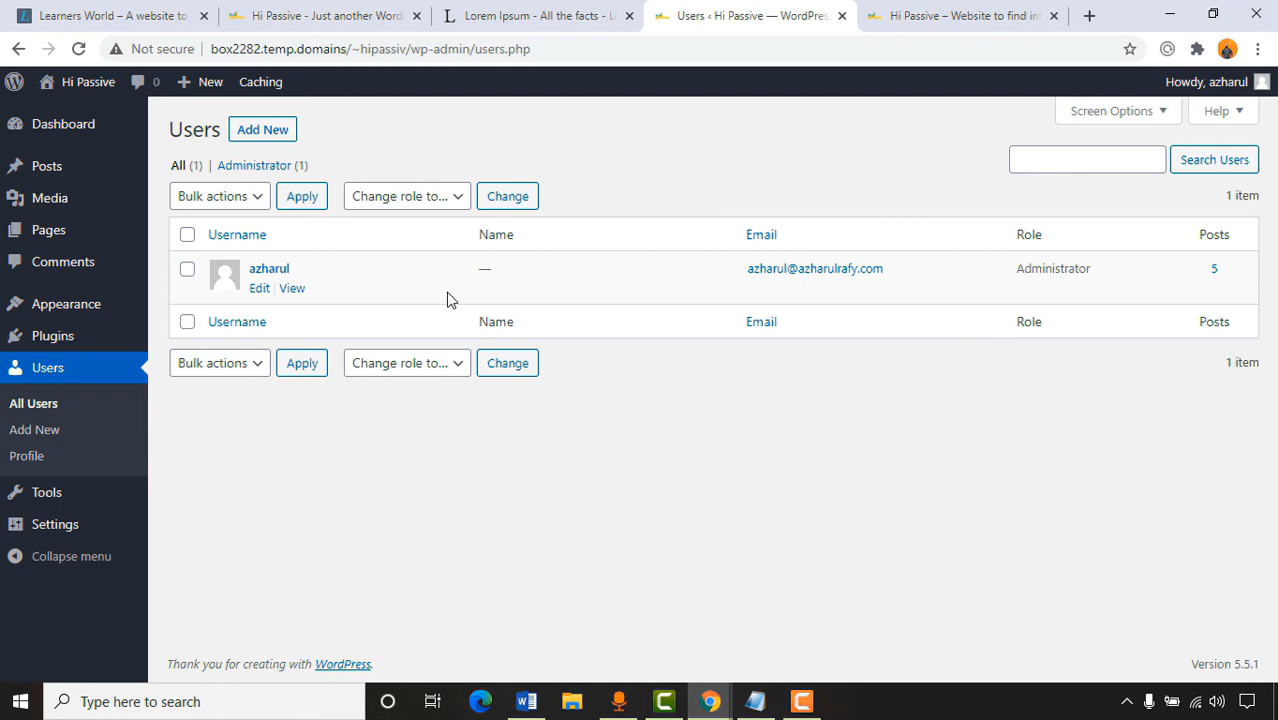 Learners World – A website to
Hi Passive - Just another Word
Lorem Ipsum - All the facts - Li
Users ‹ Hi Passive — WordPres
Hi Passive – Website to find in
Not secure
box2282.temp.domains/~hipassiv/wp-admin/users.php
Hi Passive
0
New
Caching
Howdy, azharul
Dashboard
Posts
Media
Pages
Comments
Appearance
Plugins
Users
All Users
Add New
Profile
Tools
Settings
Collapse menu
Screen Options
Help
Users
Add New
All (1) | Administrator (1)
Search Users
Bulk actions
Apply
Change role to...
Change
1 item
Username
Name
Email
Role
Posts
azharul
—
azharul@azharulrafy.com
Administrator
5
Edit | View
Username
Name
Email
Role
Posts
Bulk actions
Apply
Change role to...
Change
1 item
Thank you for creating with WordPress.
Version 5.5.1
Type here to search